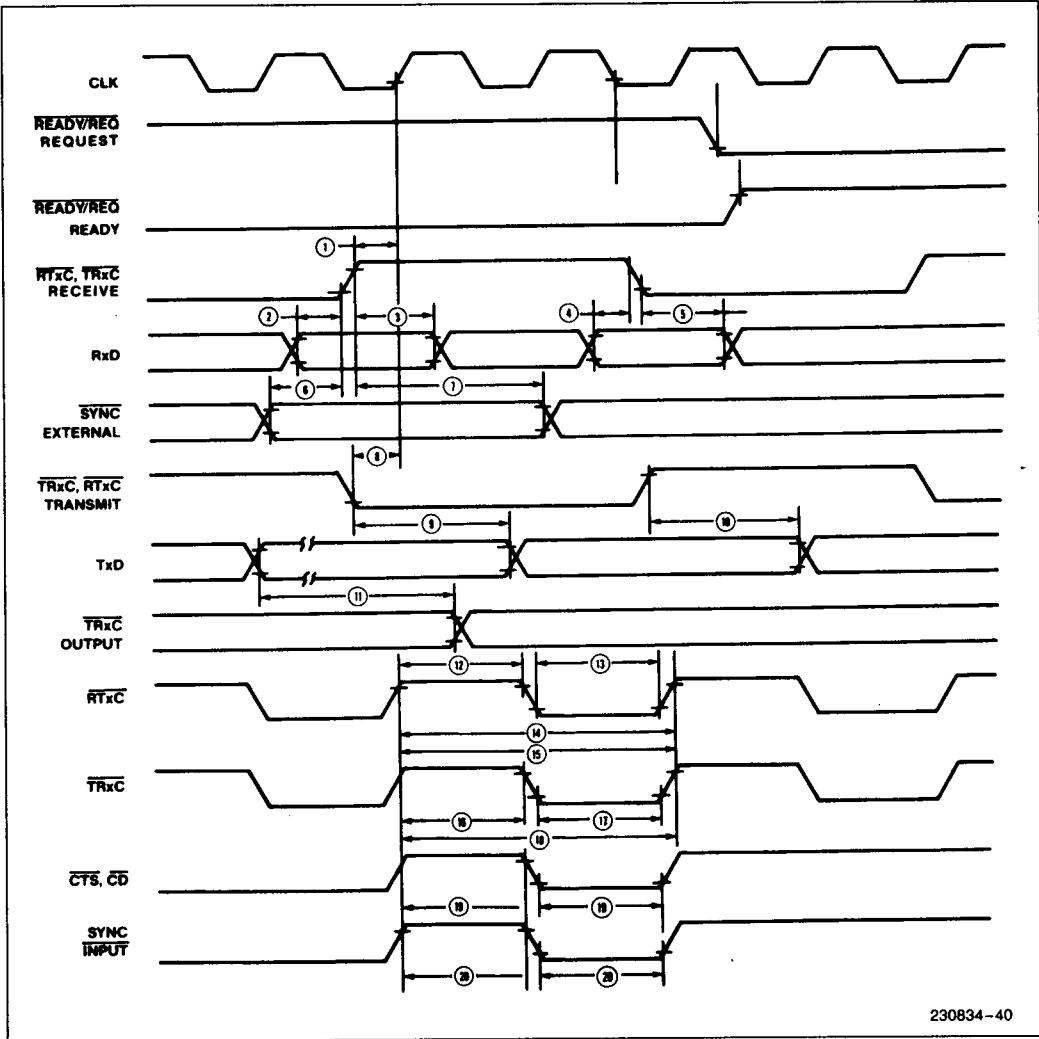 CLK
READY/REQ
REQUEST
READY/REQ
READY
1
RTxC, TRxC
RECEIVE
2
3
4
5
RxD
6
7
SYNC
EXTERNAL
8
TRxC, RTxC
TRANSMIT
9
10
TxD
11
TRxC
OUTPUT
12
13
RTxC
14
15
TRxC
16
17
18
CTS, CD
19
19
SYNC
INPUT
20
20
230834-40